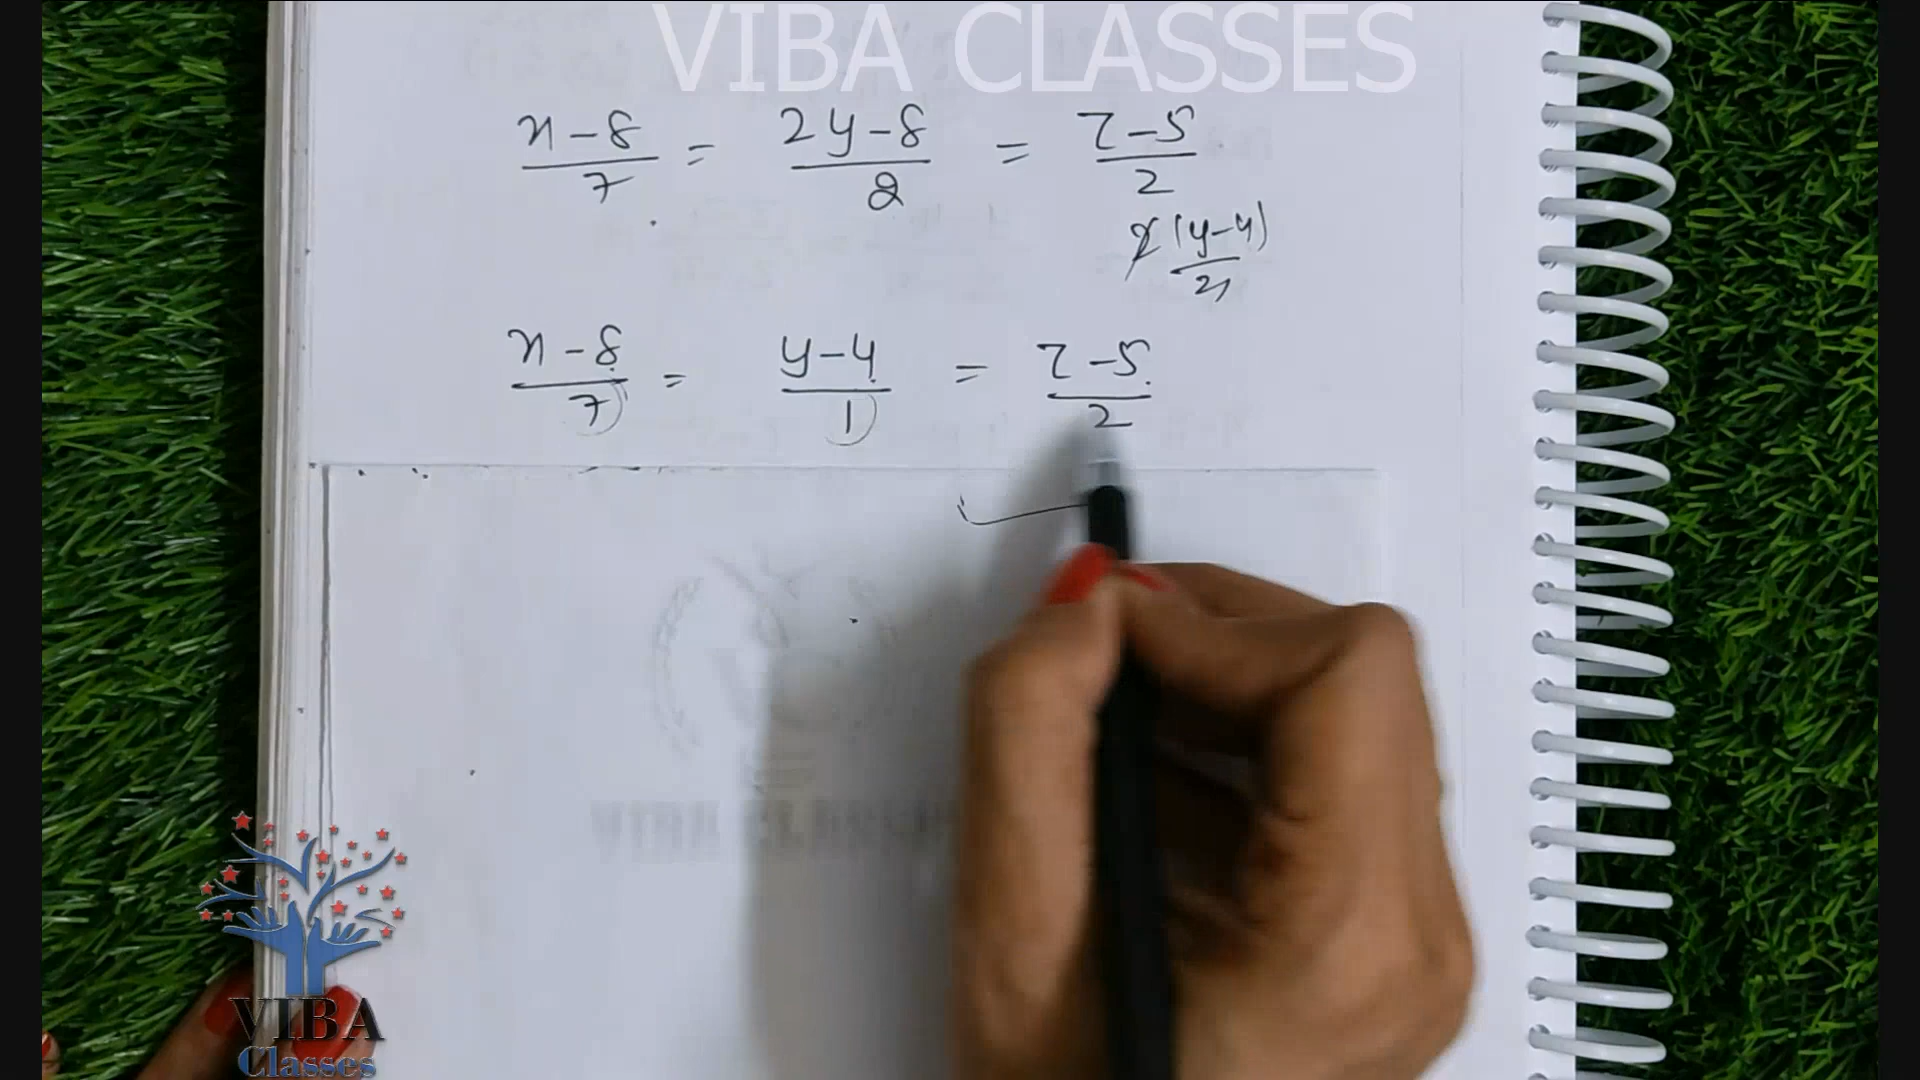 VIBA CLASSES
x-8/7 = 2y-8/2 = z-5/2
2(y-4)/2
x-8/7 = y-4/1 = z-5/2
VIBA
Classes